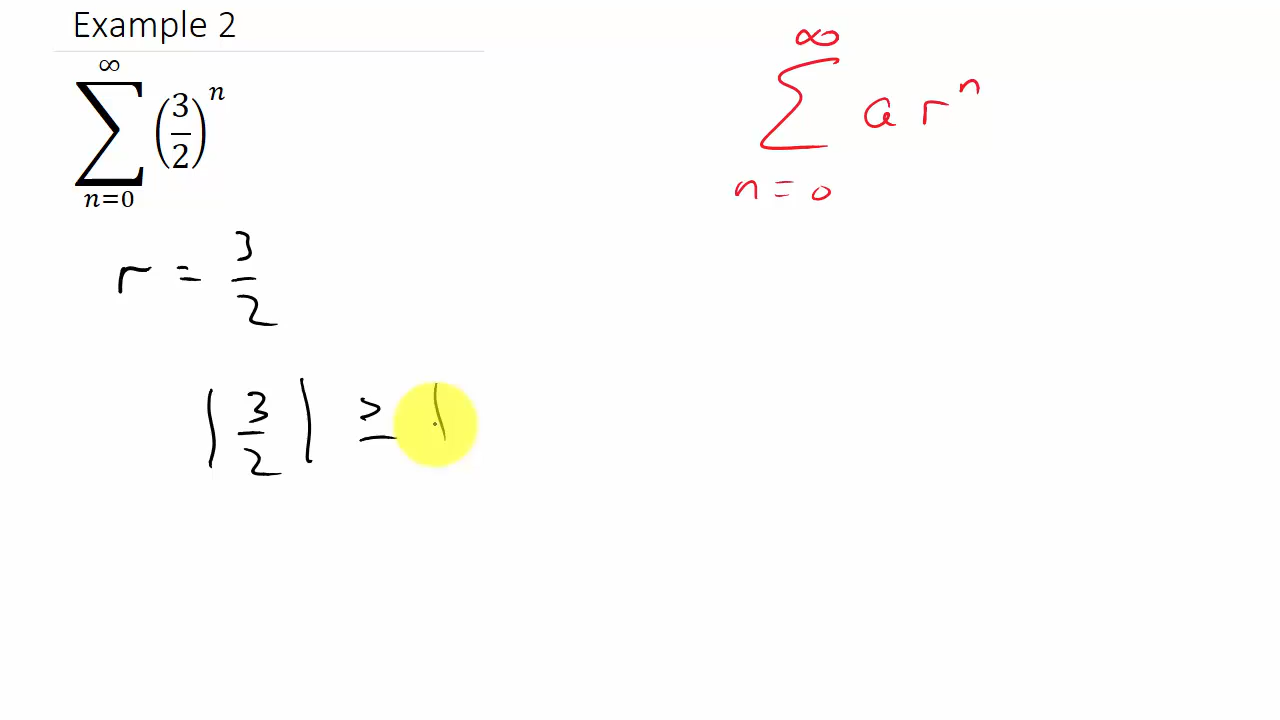 Example 2
∞
∑ (3/2)^n
n=0
r = 3/2
|3/2| ≥ 1
∞
∑ a r^n
n = 0